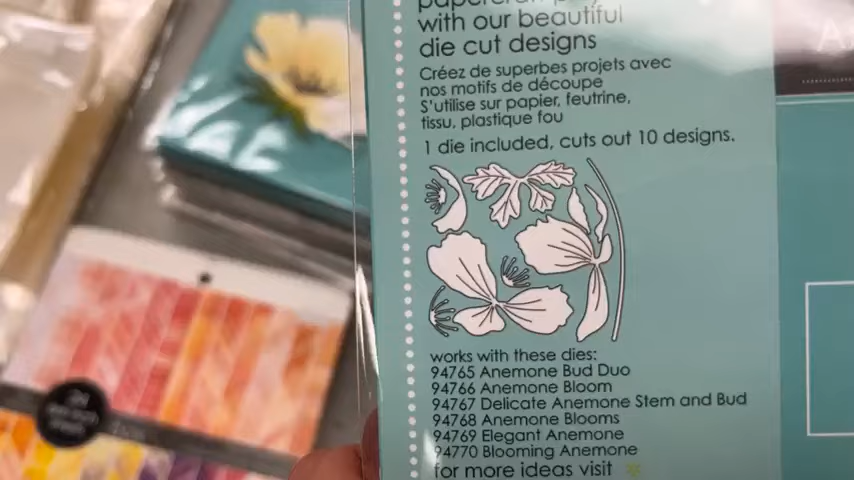 with our beautiful
die cut designs
Créez de superbes projets avec
nos motifs de découpe
S'utilise sur papier, feutrine,
tissu, plastique fou
1 die included, cuts out 10 designs.
works with these dies:
94765 Anemone Bud Duo
94766 Anemone Bloom
94767 Delicate Anemone Stem and Bud
94768 Anemone Blooms
94769 Elegant Anemone
94770 Blooming Anemone
for more ideas visit